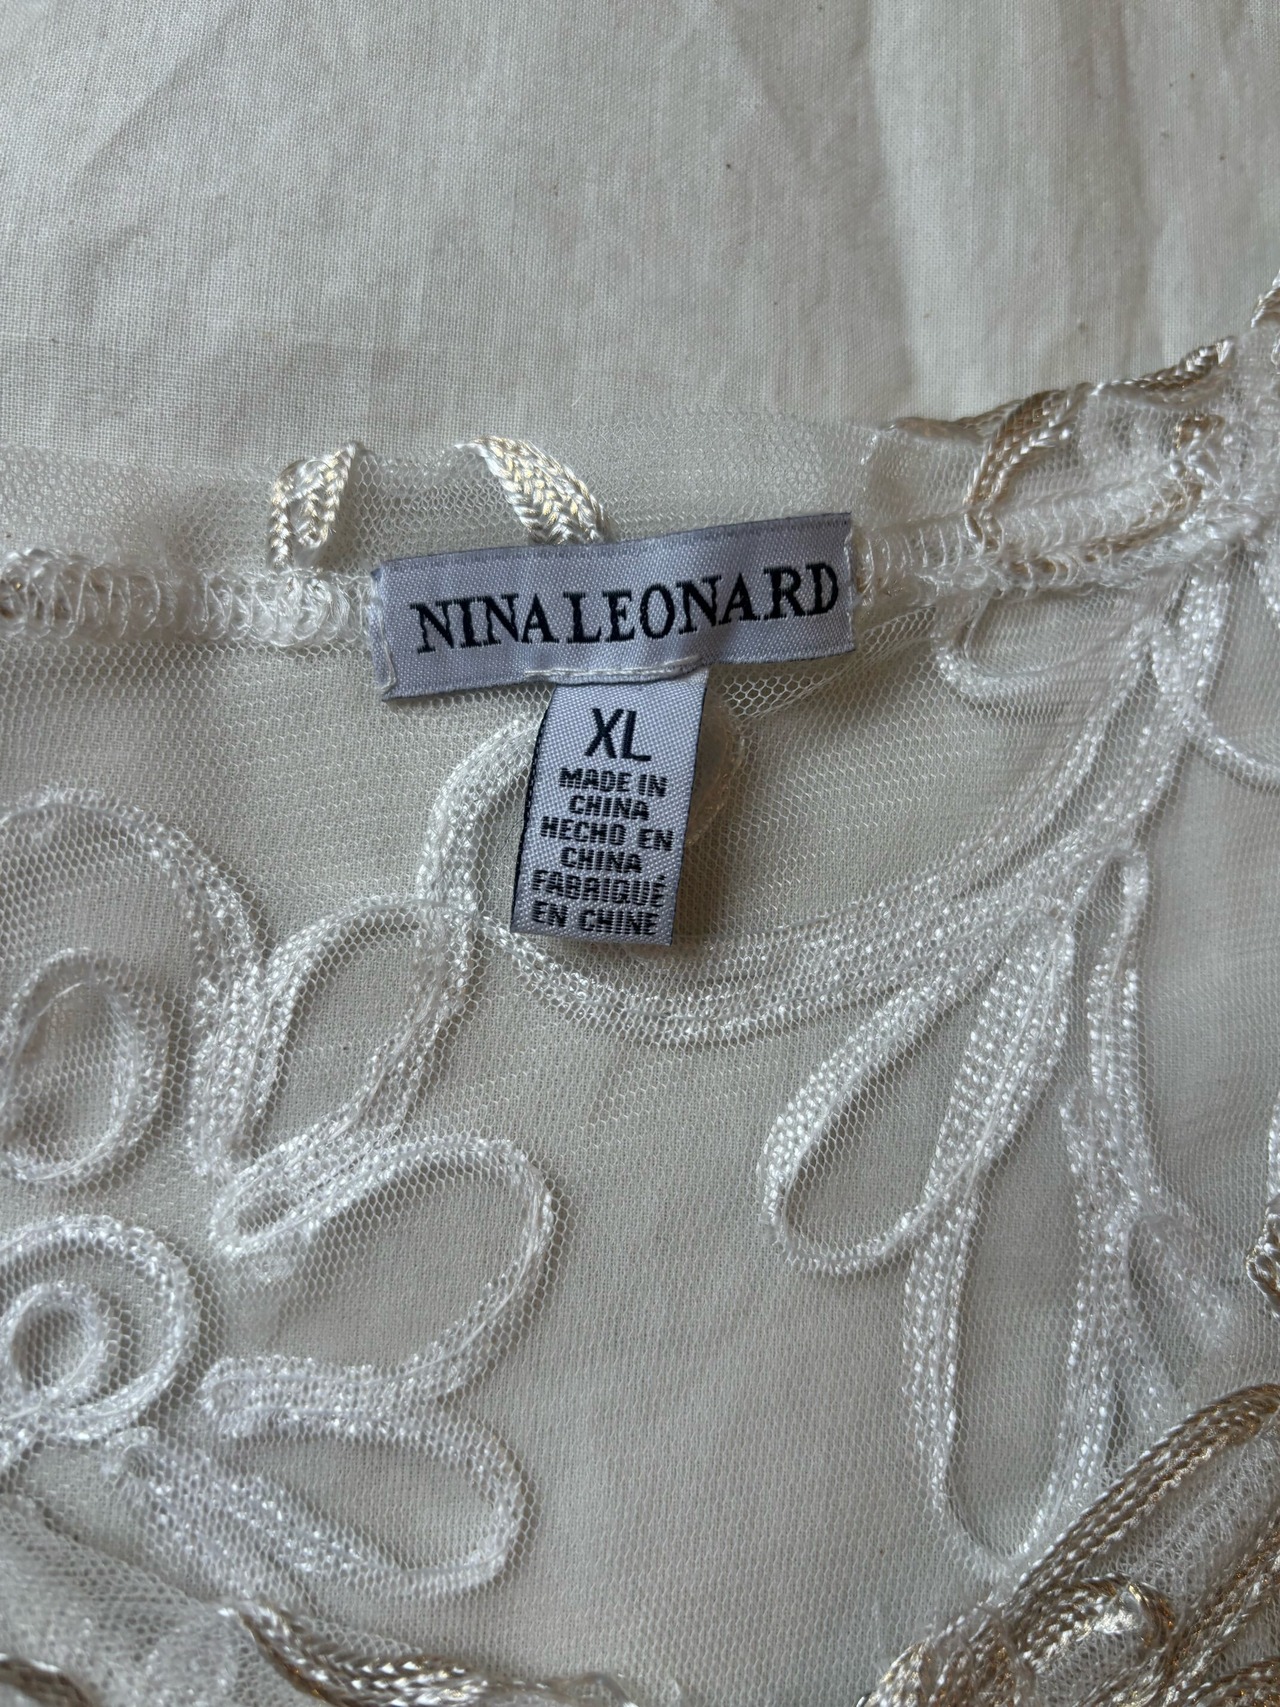 NINA LEONARD
XL
MADE IN
CHINA
HECHO EN
CHINA
FABRIQUÉ
EN CHINE